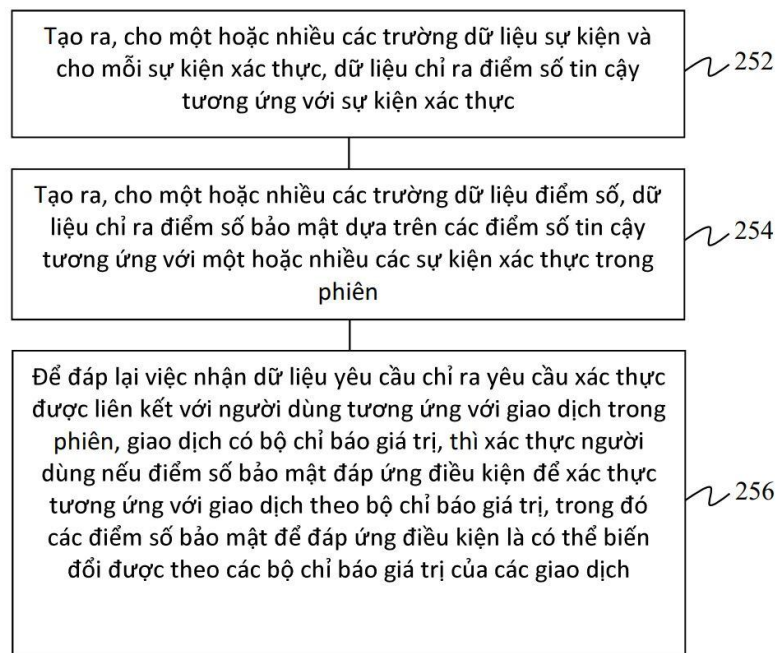 Tạo ra, cho một hoặc nhiều các trường dữ liệu sự kiện và
cho mỗi sự kiện xác thực, dữ liệu chỉ ra điểm số tin cậy
tương ứng với sự kiện xác thực
252
Tạo ra, cho một hoặc nhiều các trường dữ liệu điểm số, dữ
liệu chỉ ra điểm số bảo mật dựa trên các điểm số tin cậy
tương ứng với một hoặc nhiều các sự kiện xác thực trong
phiên
254
Để đáp lại việc nhận dữ liệu yêu cầu chỉ ra yêu cầu xác thực
được liên kết với người dùng tương ứng với giao dịch trong
phiên, giao dịch có bộ chỉ báo giá trị, thì xác thực người
dùng nếu điểm số bảo mật đáp ứng điều kiện để xác thực
tương ứng với giao dịch theo bộ chỉ báo giá trị, trong đó
các điểm số bảo mật để đáp ứng điều kiện là có thể biến
đổi được theo các bộ chỉ báo giá trị của các giao dịch
256